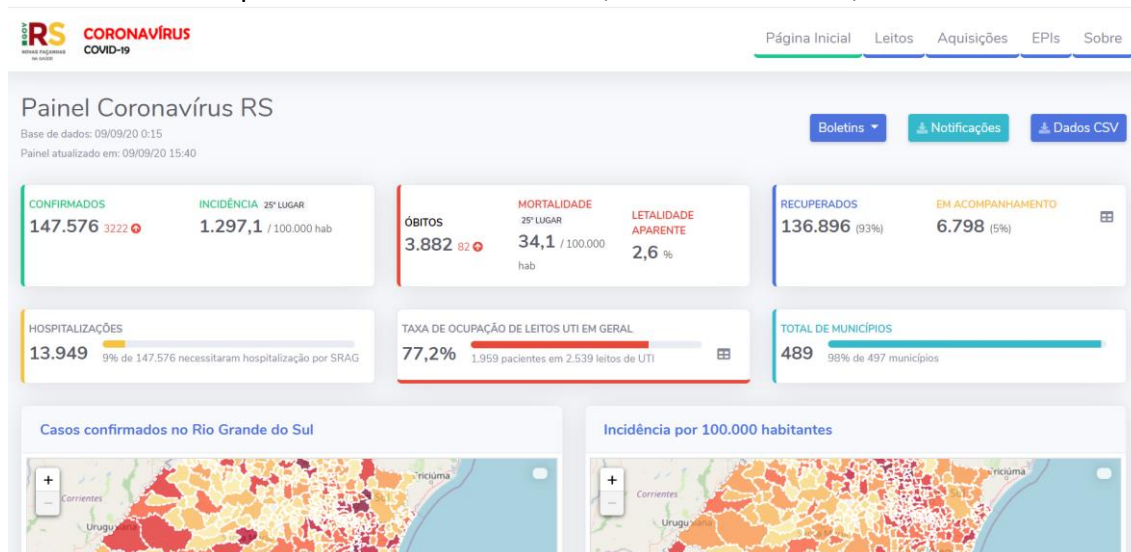 GOV
RS
NOVAS FAÇANHAS
NA SAÚDE
CORONAVÍRUS
COVID-19
Página Inicial Leitos Aquisições EPIs Sobre
Painel Coronavírus RS
Base de dados: 09/09/20 0:15
Painel atualizado em: 09/09/20 15:40
Boletins
Notificações
Dados CSV
CONFIRMADOS
147.576 3222
INCIDÊNCIA 25º LUGAR
1.297,1 / 100.000 hab
ÓBITOS
3.882 82
MORTALIDADE
25º LUGAR
34,1 / 100.000
hab
LETALIDADE
APARENTE
2,6 %
RECUPERADOS
136.896 (93%)
EM ACOMPANHAMENTO
6.798 (5%)
HOSPITALIZAÇÕES
13.949 9% de 147.576 necessitaram hospitalização por SRAG
TAXA DE OCUPAÇÃO DE LEITOS UTI EM GERAL
77,2% 1.959 pacientes em 2.539 leitos de UTI
TOTAL DE MUNICÍPIOS
489 98% de 497 municípios
Casos confirmados no Rio Grande do Sul
+
−
Corrientes
Criciúma
Incidência por 100.000 habitantes
+
−
Corrientes
Criciúma